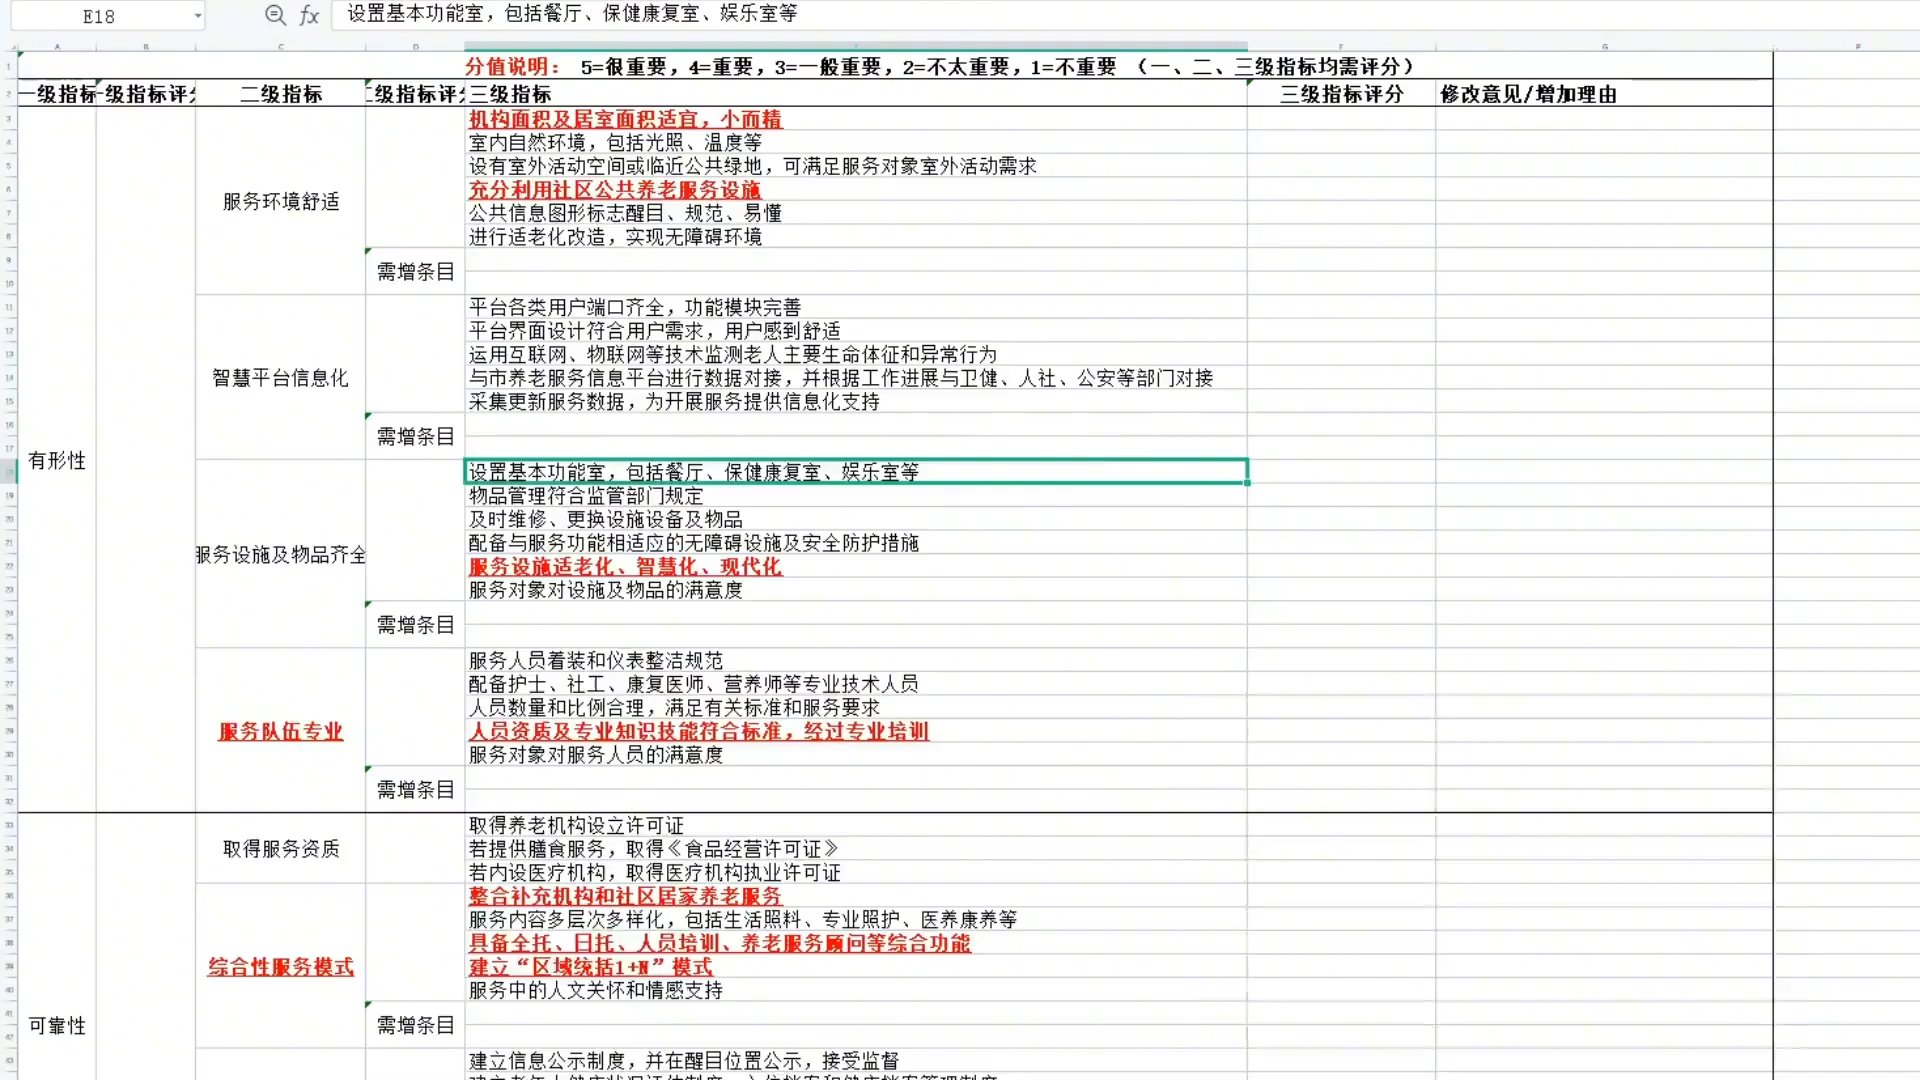 E18
fx
设置基本功能室，包括餐厅、保健康复室、娱乐室等
分值说明： 5=很重要，4=重要，3=一般重要，2=不太重要，1=不重要 （一、二、三级指标均需评分）
一级指标 级指标评 二级指标 级指标评 三级指标 三级指标评分 修改意见/增加理由
机构面积及居室面积适宜，小而精
室内自然环境，包括光照、温度等
设有室外活动空间或临近公共绿地，可满足服务对象室外活动需求
充分利用社区公共养老服务设施
服务环境舒适
公共信息图形标志醒目、规范、易懂
进行适老化改造，实现无障碍环境
需增条目
平台各类用户端口齐全，功能模块完善
平台界面设计符合用户需求，用户感到舒适
运用互联网、物联网等技术监测老人主要生命体征和异常行为
智慧平台信息化
与市养老服务信息平台进行数据对接，并根据工作进展与卫健、人社、公安等部门对接
采集更新服务数据，为开展服务提供信息化支持
需增条目
有形性
设置基本功能室，包括餐厅、保健康复室、娱乐室等
物品管理符合监管部门规定
及时维修、更换设施设备及物品
配备与服务功能相适应的无障碍设施及安全防护措施
服务设施及物品齐全
服务设施适老化、智慧化、现代化
服务对象对设施及物品的满意度
需增条目
服务人员着装和仪表整洁规范
配备护士、社工、康复医师、营养师等专业技术人员
人员数量和比例合理，满足有关标准和服务要求
服务队伍专业
人员资质及专业知识技能符合标准，经过专业培训
服务对象对服务人员的满意度
需增条目
取得养老机构设立许可证
取得服务资质
若提供膳食服务，取得《食品经营许可证》
若内设医疗机构，取得医疗机构执业许可证
整合补充机构和社区居家养老服务
服务内容多层次多样化，包括生活照料、专业照护、医养康养等
具备全托、日托、人员培训、养老服务顾问等综合功能
综合性服务模式
建立“区域统括1+N”模式
服务中的人文关怀和情感支持
可靠性
需增条目
建立信息公示制度，并在醒目位置公示，接受监督